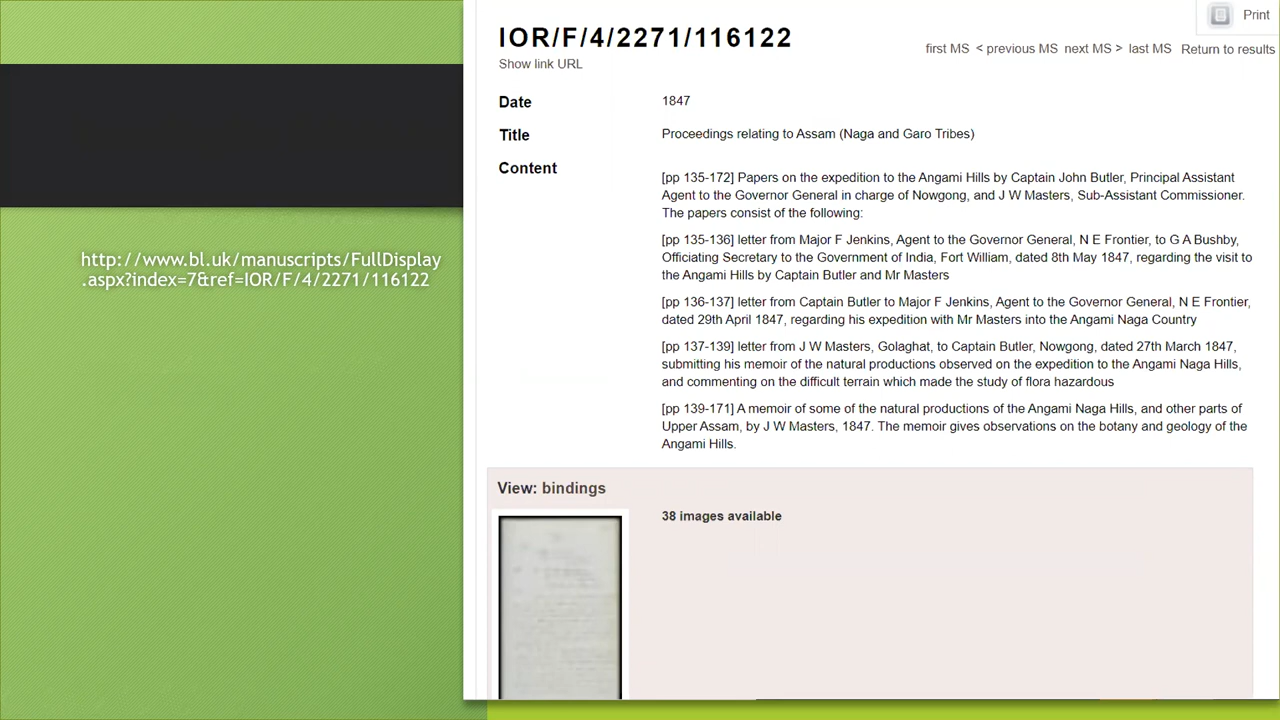 Print
IOR/F/4/2271/116122
first MS < previous MS next MS > last MS Return to results
Show link URL
Date 1847
Title Proceedings relating to Assam (Naga and Garo Tribes)
Content
[pp 135-172] Papers on the expedition to the Angami Hills by Captain John Butler, Principal Assistant
Agent to the Governor General in charge of Nowgong, and J W Masters, Sub-Assistant Commissioner.
The papers consist of the following:
[pp 135-136] letter from Major F Jenkins, Agent to the Governor General, N E Frontier, to G A Bushby,
Officiating Secretary to the Government of India, Fort William, dated 8th May 1847, regarding the visit to
the Angami Hills by Captain Butler and Mr Masters
[pp 136-137] letter from Captain Butler to Major F Jenkins, Agent to the Governor General, N E Frontier,
dated 29th April 1847, regarding his expedition with Mr Masters into the Angami Naga Country
[pp 137-139] letter from J W Masters, Golaghat, to Captain Butler, Nowgong, dated 27th March 1847,
submitting his memoir of the natural productions observed on the expedition to the Angami Naga Hills,
and commenting on the difficult terrain which made the study of flora hazardous
[pp 139-171] A memoir of some of the natural productions of the Angami Naga Hills, and other parts of
Upper Assam, by J W Masters, 1847. The memoir gives observations on the botany and geology of the
Angami Hills.
View: bindings
38 images available
http://www.bl.uk/manuscripts/FullDisplay
.aspx?index=7&ref=IOR/F/4/2271/116122